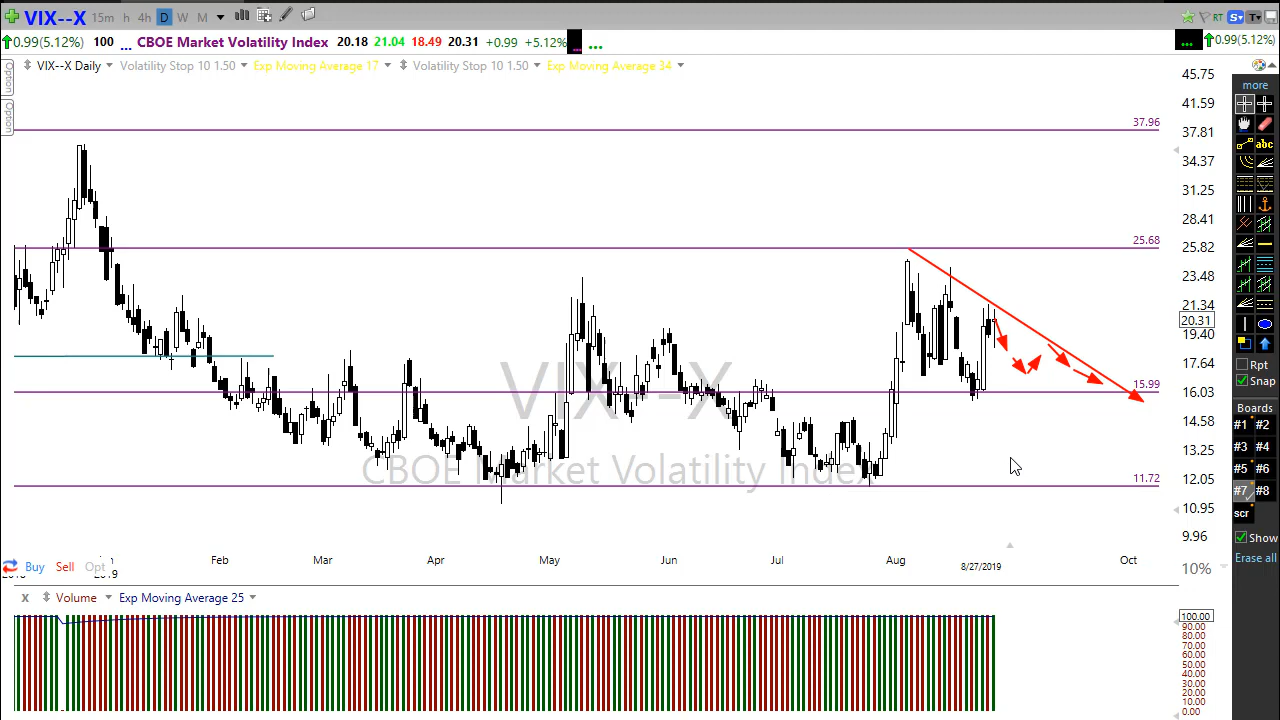 VIX--X 15m h 4h D W M S T RT
0.99(5.12%) 100 ... CBOE Market Volatility Index 20.18 21.04 18.49 20.31 +0.99 +5.12% ... ... 0.99(5.12%)
VIX--X Daily Volatility Stop 10 1.50 Exp Moving Average 17 Volatility Stop 10 1.50 Exp Moving Average 34
Option
Option
45.75
41.59
37.96
37.81
34.37
31.25
28.41
25.68
25.82
23.48
21.34
20.31
19.40
17.64
15.99
16.03
14.58
13.25
11.72
12.05
10.95
9.96
VIX--X
CBOE Market Volatility Index
Feb Mar Apr May Jun Jul Aug 8/27/2019 Oct
Buy Sell Opt
2019
10%
x Volume Exp Moving Average 25
100.00
90.00
80.00
70.00
60.00
50.00
40.00
30.00
20.00
10.00
0.00
more
abc
Rpt
Snap
Boards
#1 #2
#3 #4
#5 #6
#7 #8
scr
Show
Erase all